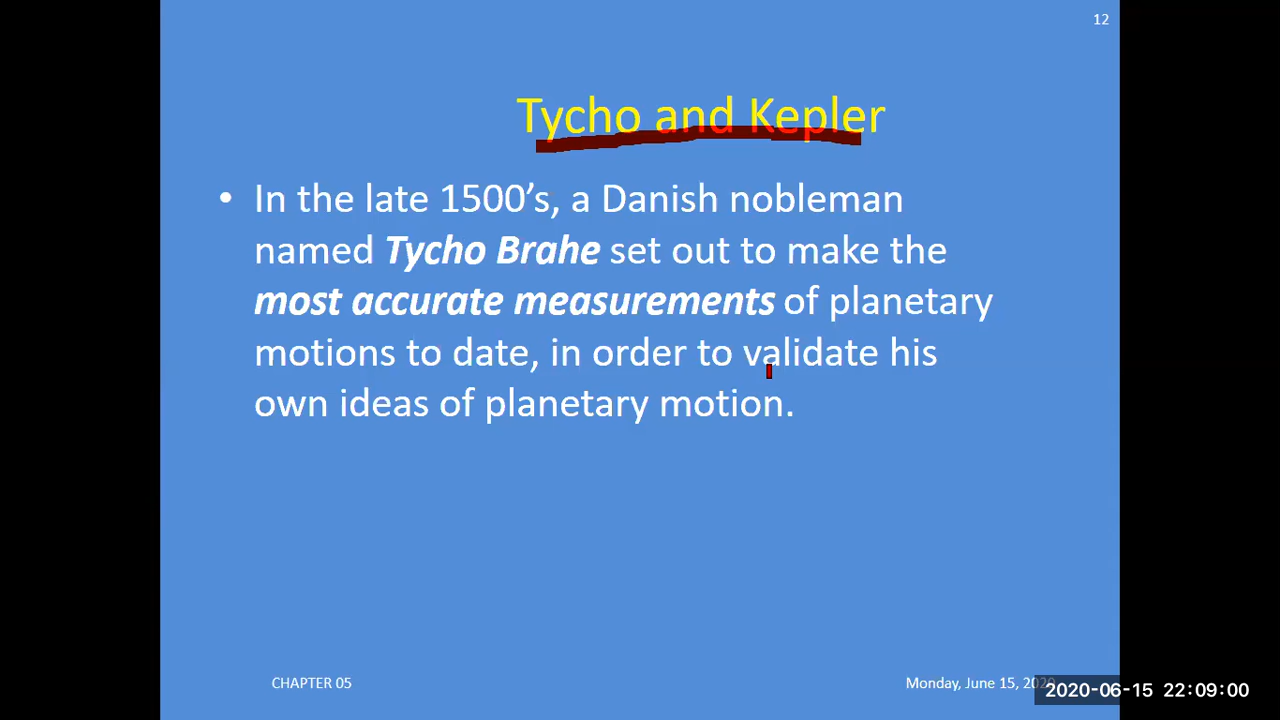 12
Tycho and Kepler
• In the late 1500’s, a Danish nobleman
named Tycho Brahe set out to make the
most accurate measurements of planetary
motions to date, in order to validate his
own ideas of planetary motion.
CHAPTER 05
Monday, June 15, 2020
2020-06-15 22:09:00